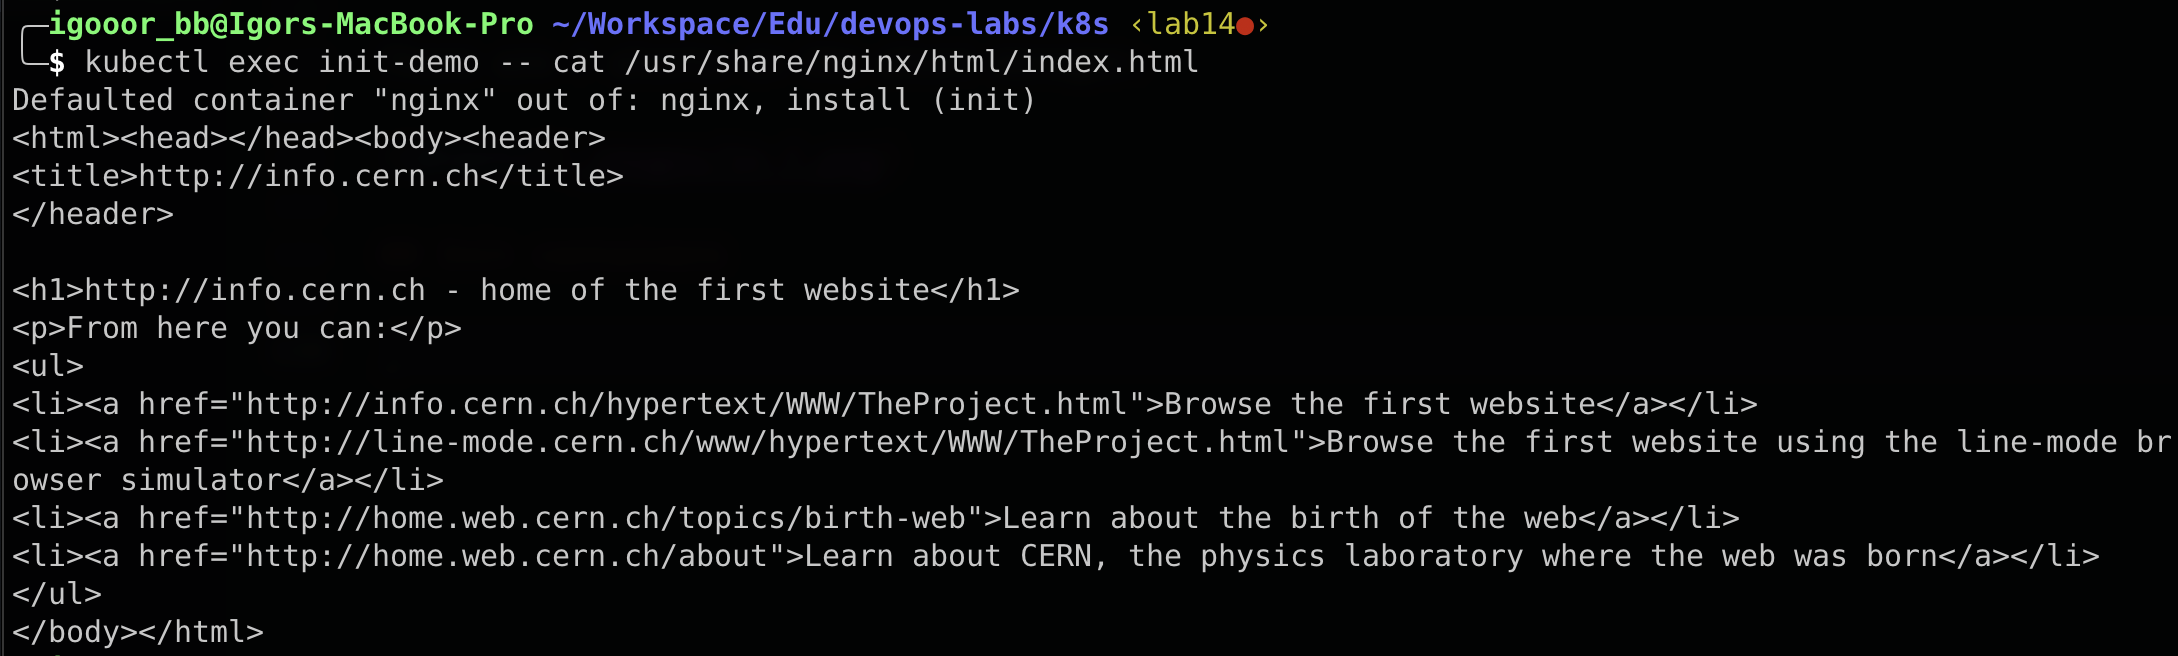 igooor_bb@Igors-MacBook-Pro ~/Workspace/Edu/devops-labs/k8s ‹lab14●›
$ kubectl exec init-demo -- cat /usr/share/nginx/html/index.html
Defaulted container "nginx" out of: nginx, install (init)
<html><head></head><body><header>
<title>http://info.cern.ch</title>
</header>

<h1>http://info.cern.ch - home of the first website</h1>
<p>From here you can:</p>
<ul>
<li><a href="http://info.cern.ch/hypertext/WWW/TheProject.html">Browse the first website</a></li>
<li><a href="http://line-mode.cern.ch/www/hypertext/WWW/TheProject.html">Browse the first website using the line-mode br
owser simulator</a></li>
<li><a href="http://home.web.cern.ch/topics/birth-web">Learn about the birth of the web</a></li>
<li><a href="http://home.web.cern.ch/about">Learn about CERN, the physics laboratory where the web was born</a></li>
</ul>
</body></html>